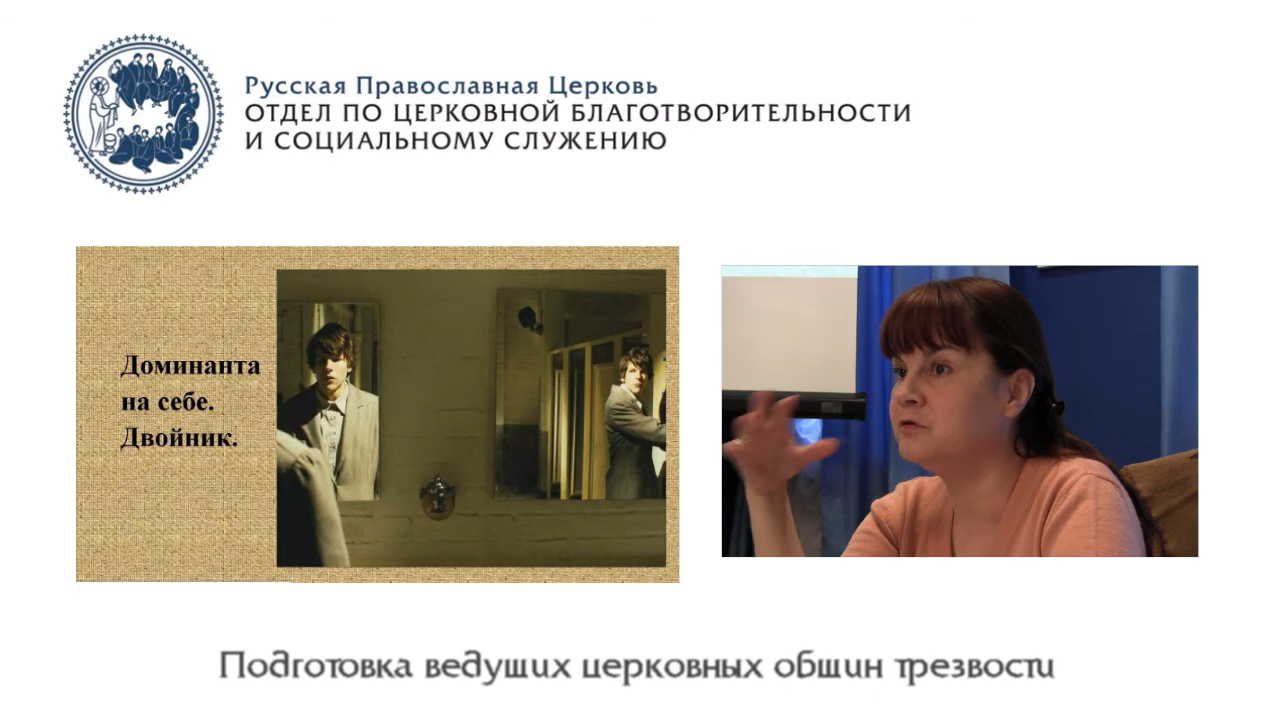 Русская Православная Церковь
ОТДЕЛ ПО ЦЕРКОВНОЙ БЛАГОТВОРИТЕЛЬНОСТИ
И СОЦИАЛЬНОМУ СЛУЖЕНИЮ
Доминанта
на себе.
Двойник.
Подготовка ведущих церковных общин трезвости